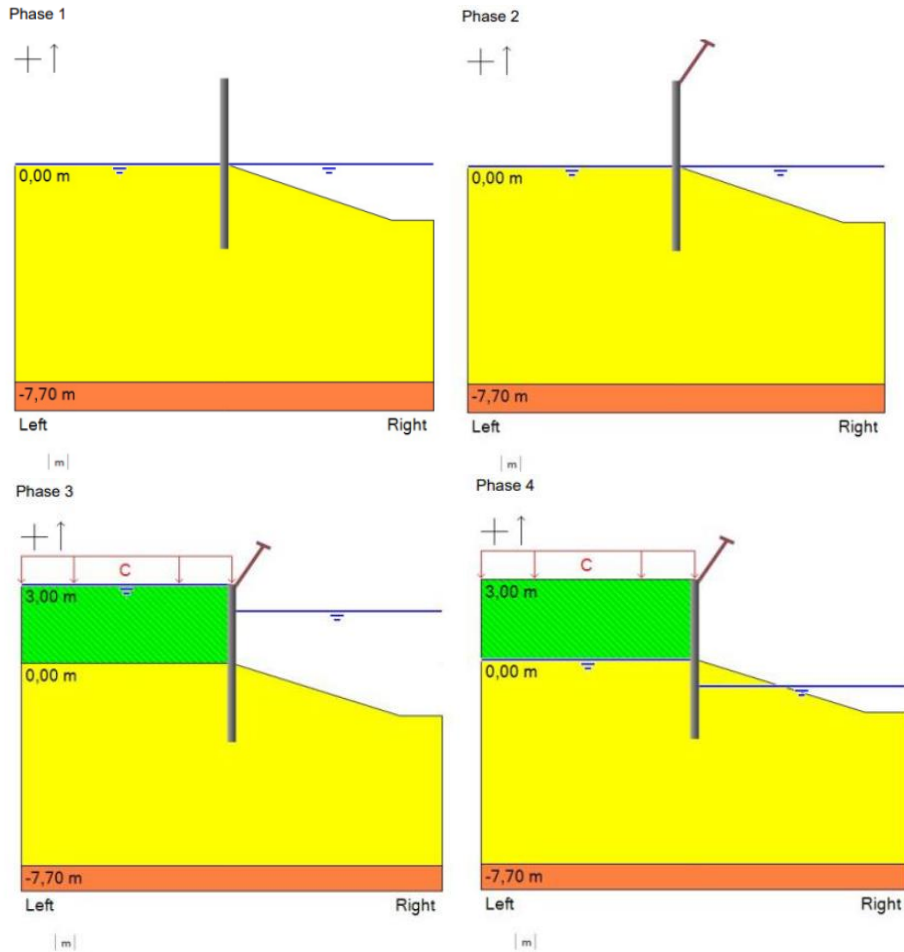 Phase 1
0,00 m
-7,70 m
Left Right
m
Phase 2
0,00 m
-7,70 m
Left Right
m
Phase 3
C
3,00 m
0,00 m
-7,70 m
Left Right
m
Phase 4
C
3,00 m
0,00 m
-7,70 m
Left Right
m